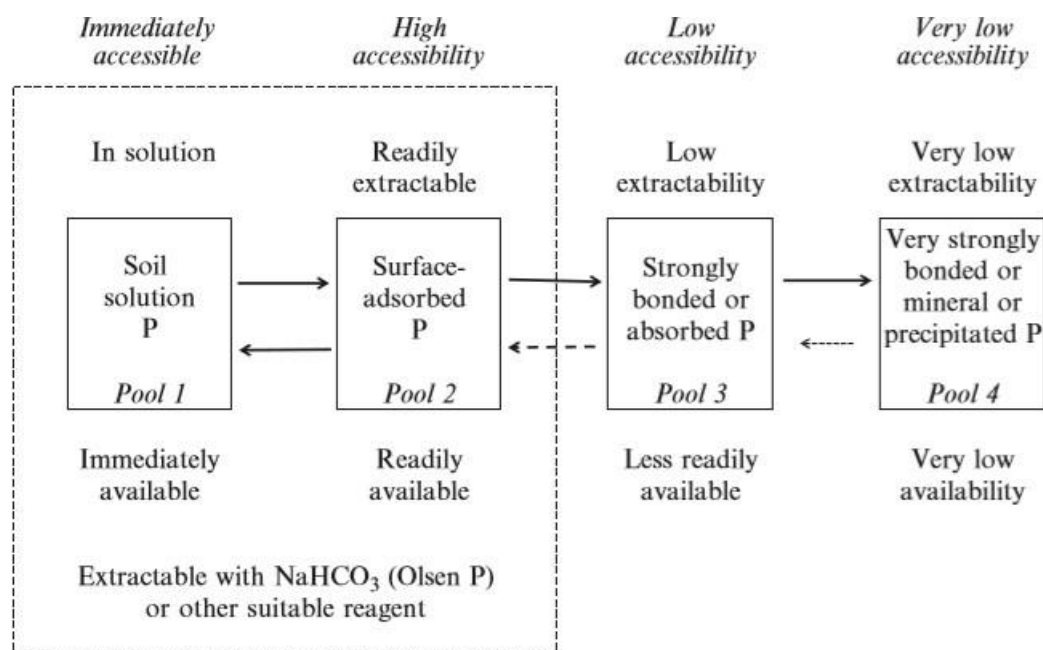 Immediately
accessible
High
accessibility
Low
accessibility
Very low
accessibility
In solution
Readily
extractable
Low
extractability
Very low
extractability
Soil
solution
P
Pool 1
Surface-
adsorbed
P
Pool 2
Strongly
bonded or
absorbed P
Pool 3
Very strongly
bonded or
mineral or
precipitated P
Pool 4
Immediately
available
Readily
available
Less readily
available
Very low
availability
Extractable with NaHCO₃ (Olsen P)
or other suitable reagent